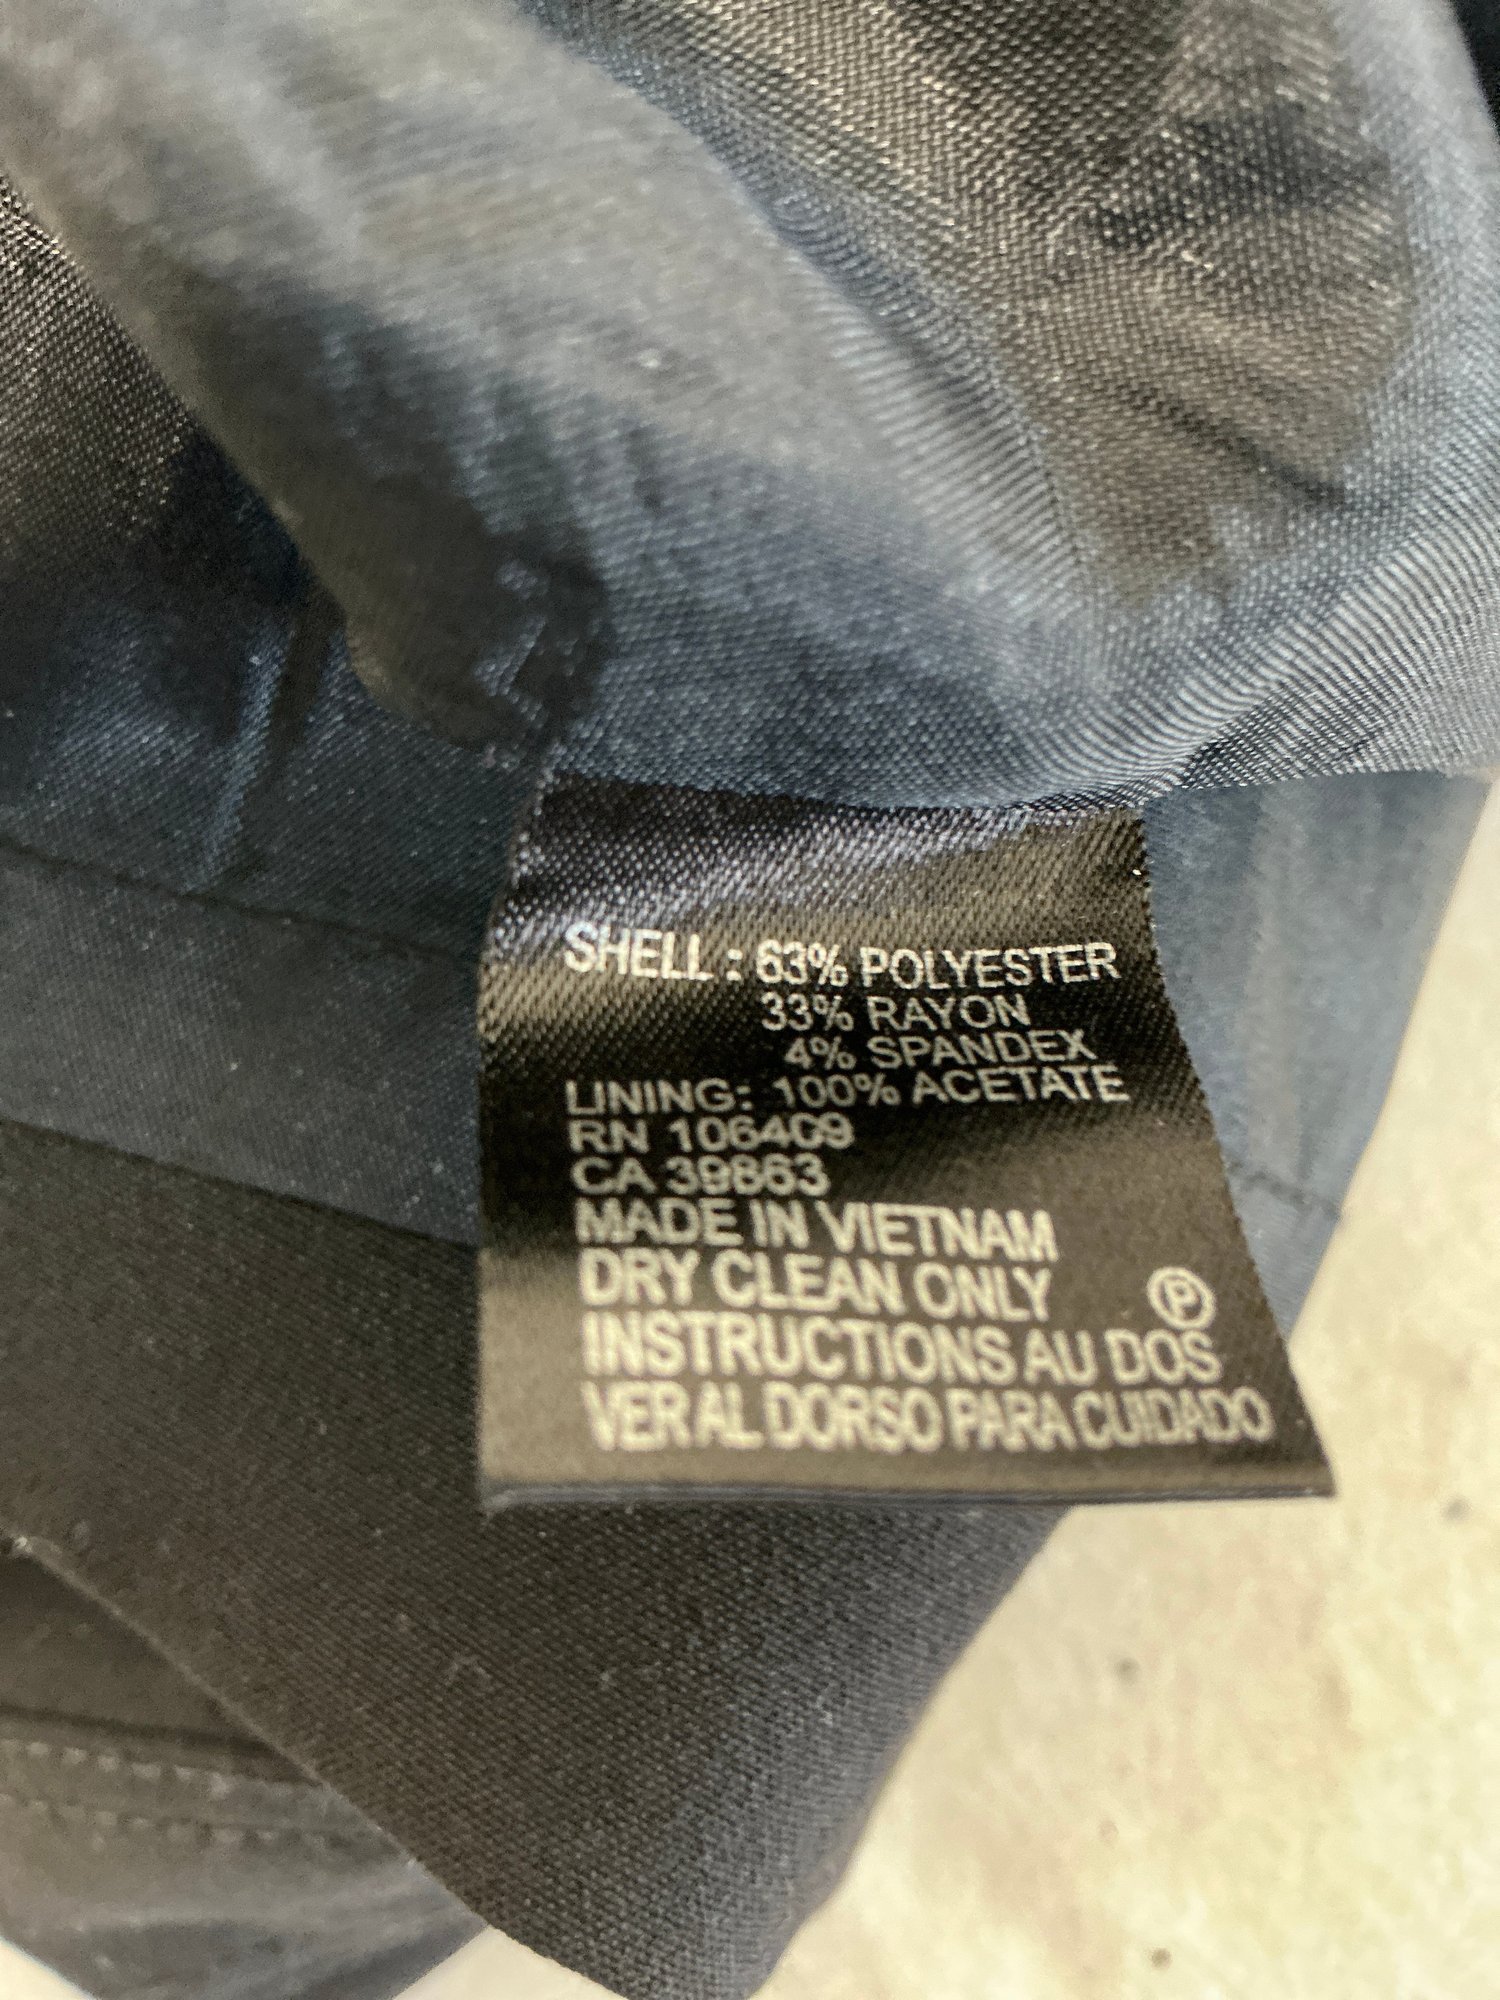 SHELL : 63% POLYESTER
33% RAYON
4% SPANDEX
LINING: 100% ACETATE
RN 106409
CA 39863
MADE IN VIETNAM
DRY CLEAN ONLY
P
INSTRUCTIONS AU DOS
VER AL DORSO PARA CUIDADO